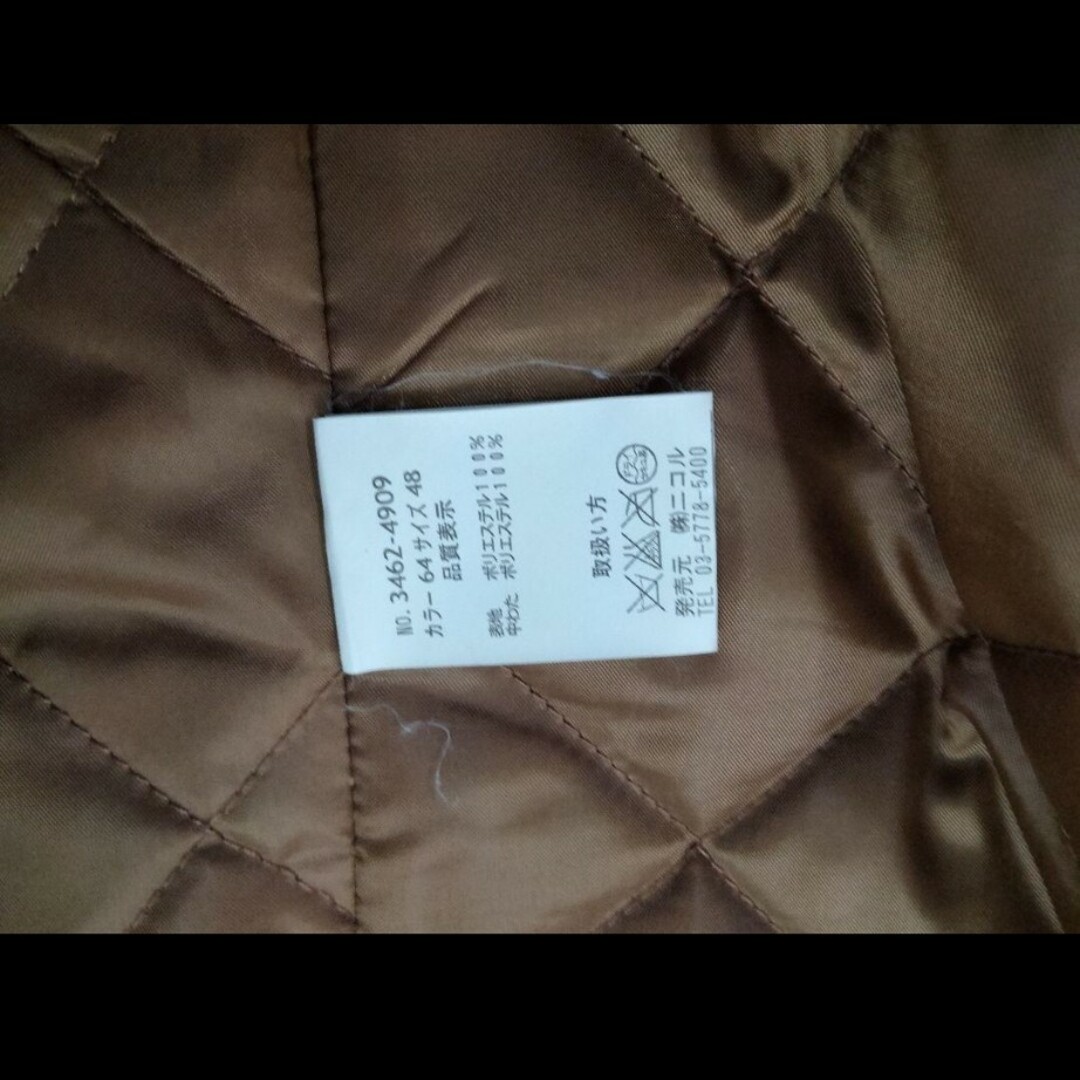 NO. 3462-4909
カラー 64 サイズ 48
品質表示
表地 ポリエステル100%
中わた ポリエステル100%
取扱い方
発売元 ㈱ニコル
TEL 03-5778-5400